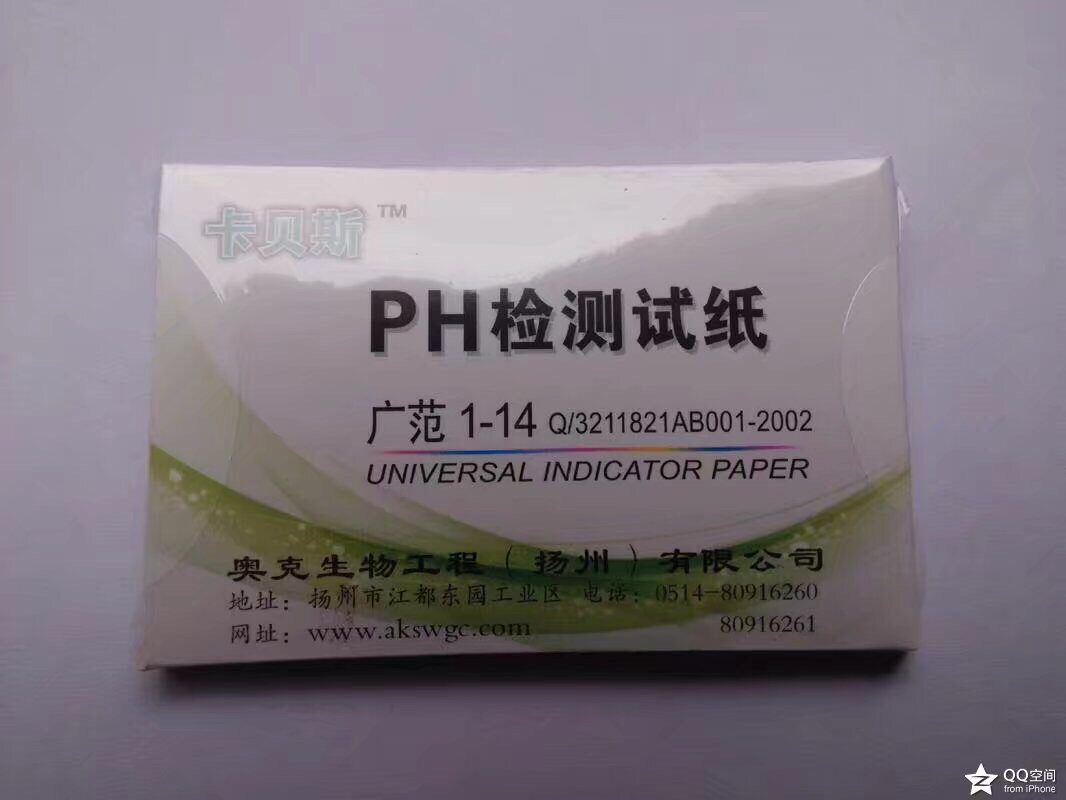 卡贝斯 TM
PH检测试纸
广范 1-14 Q/3211821AB001-2002
UNIVERSAL INDICATOR PAPER
奥克生物工程（扬州）有限公司
地址：扬州市江都东园工业区 电话：0514-80916260
网址：www.akswgc.com 80916261
QQ空间
from iPhone